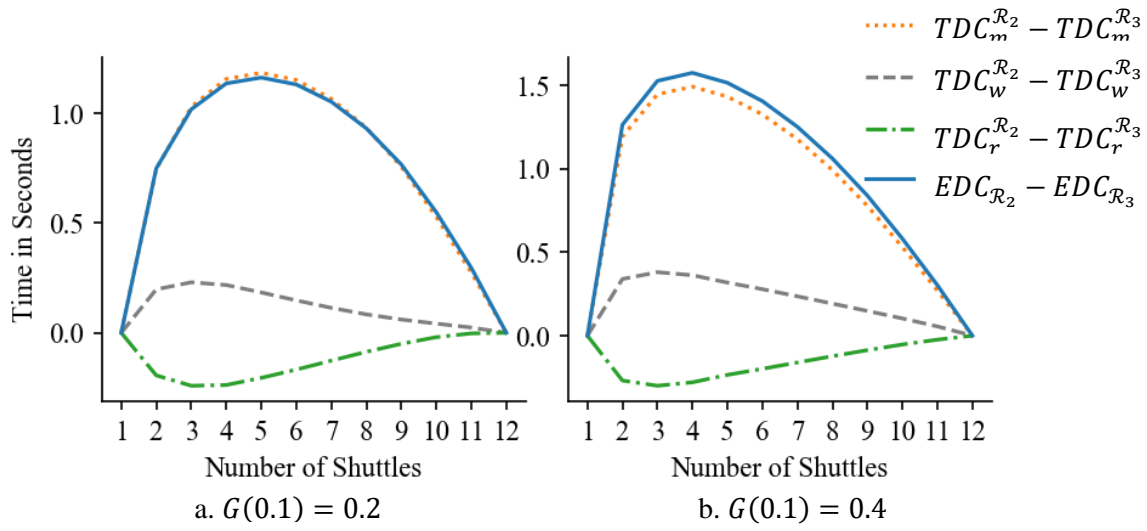 TDC_m^{ℛ_2} − TDC_m^{ℛ_3}
TDC_w^{ℛ_2} − TDC_w^{ℛ_3}
TDC_r^{ℛ_2} − TDC_r^{ℛ_3}
EDC_{ℛ_2} − EDC_{ℛ_3}
Time in Seconds
1.0
0.5
0.0
1 2 3 4 5 6 7 8 9 10 11 12
Number of Shuttles
a. G(0.1) = 0.2
1.5
1.0
0.5
0.0
1 2 3 4 5 6 7 8 9 10 11 12
Number of Shuttles
b. G(0.1) = 0.4